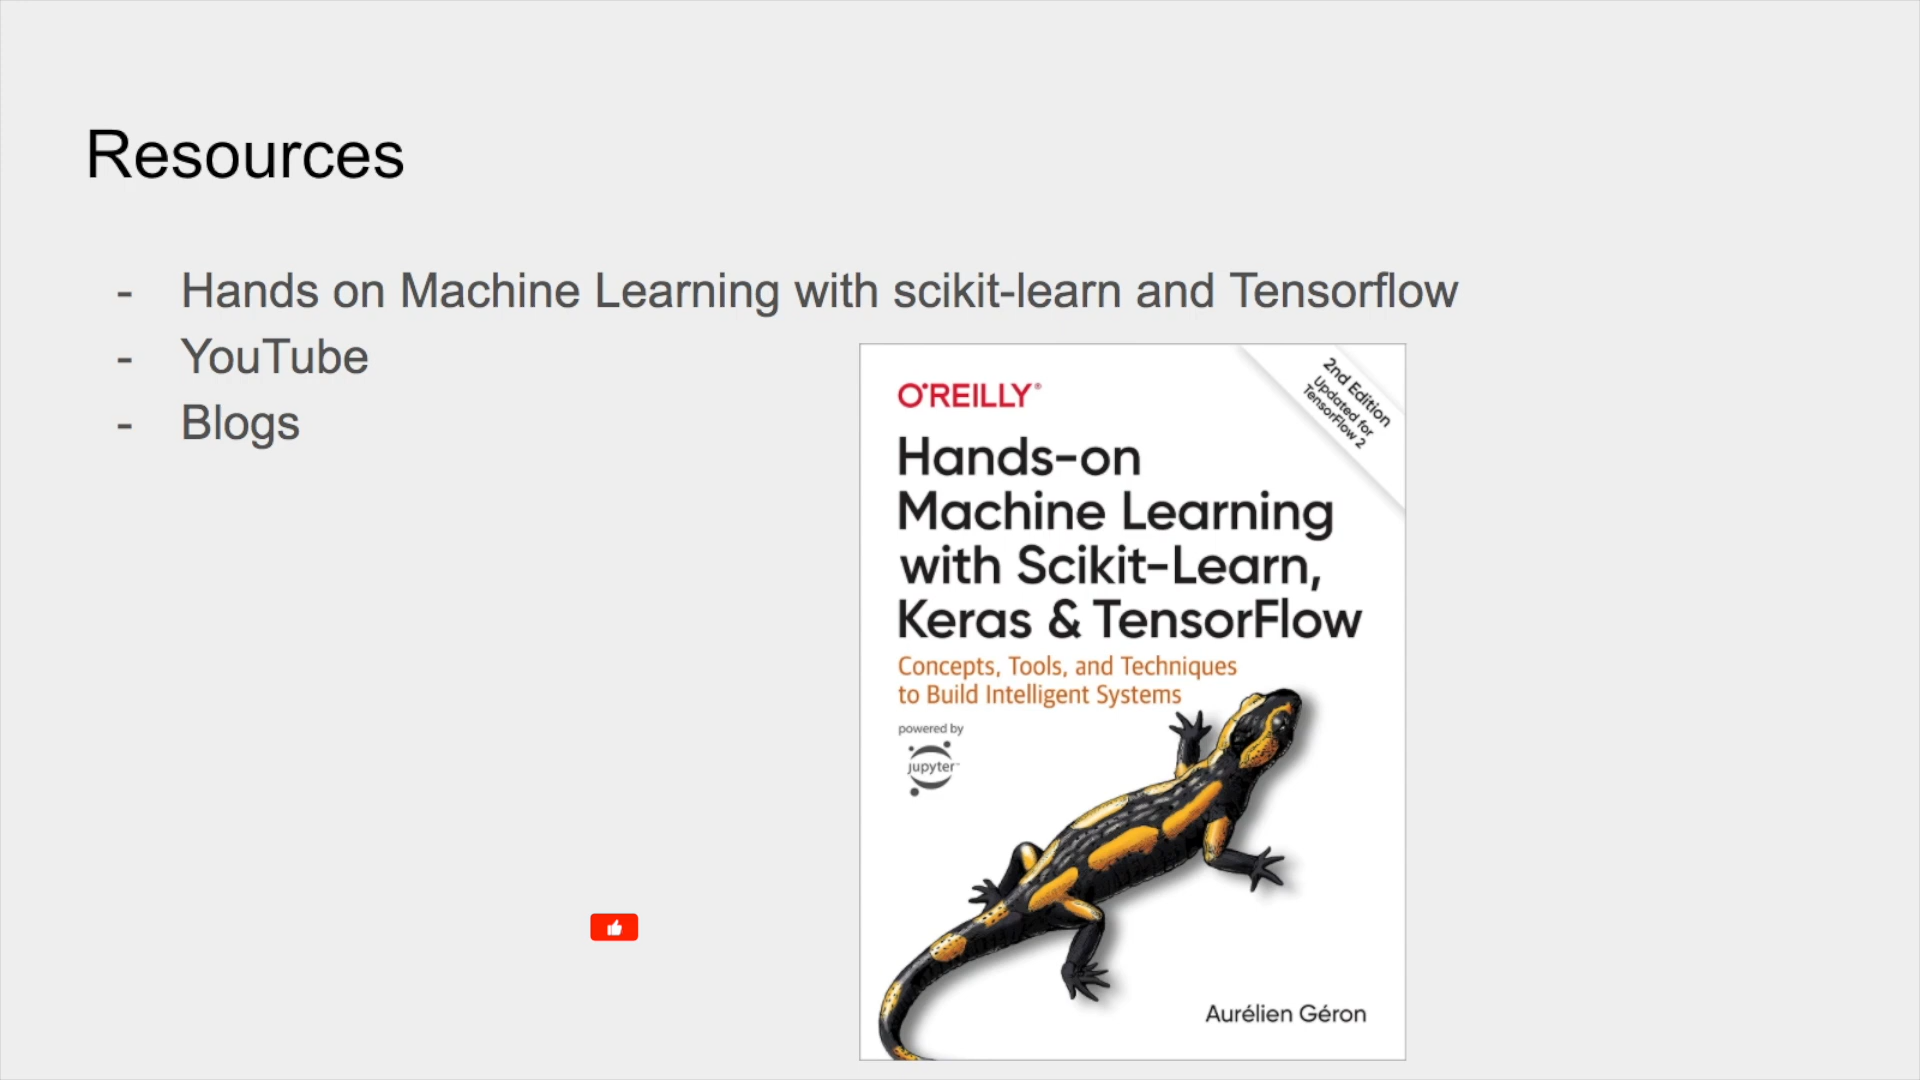 Resources
- Hands on Machine Learning with scikit-learn and Tensorflow
- YouTube
- Blogs
O'REILLY®
2nd Edition
Updated for
TensorFlow 2
Hands-on
Machine Learning
with Scikit-Learn,
Keras & TensorFlow
Concepts, Tools, and Techniques
to Build Intelligent Systems
powered by
jupyter™
Aurélien Géron